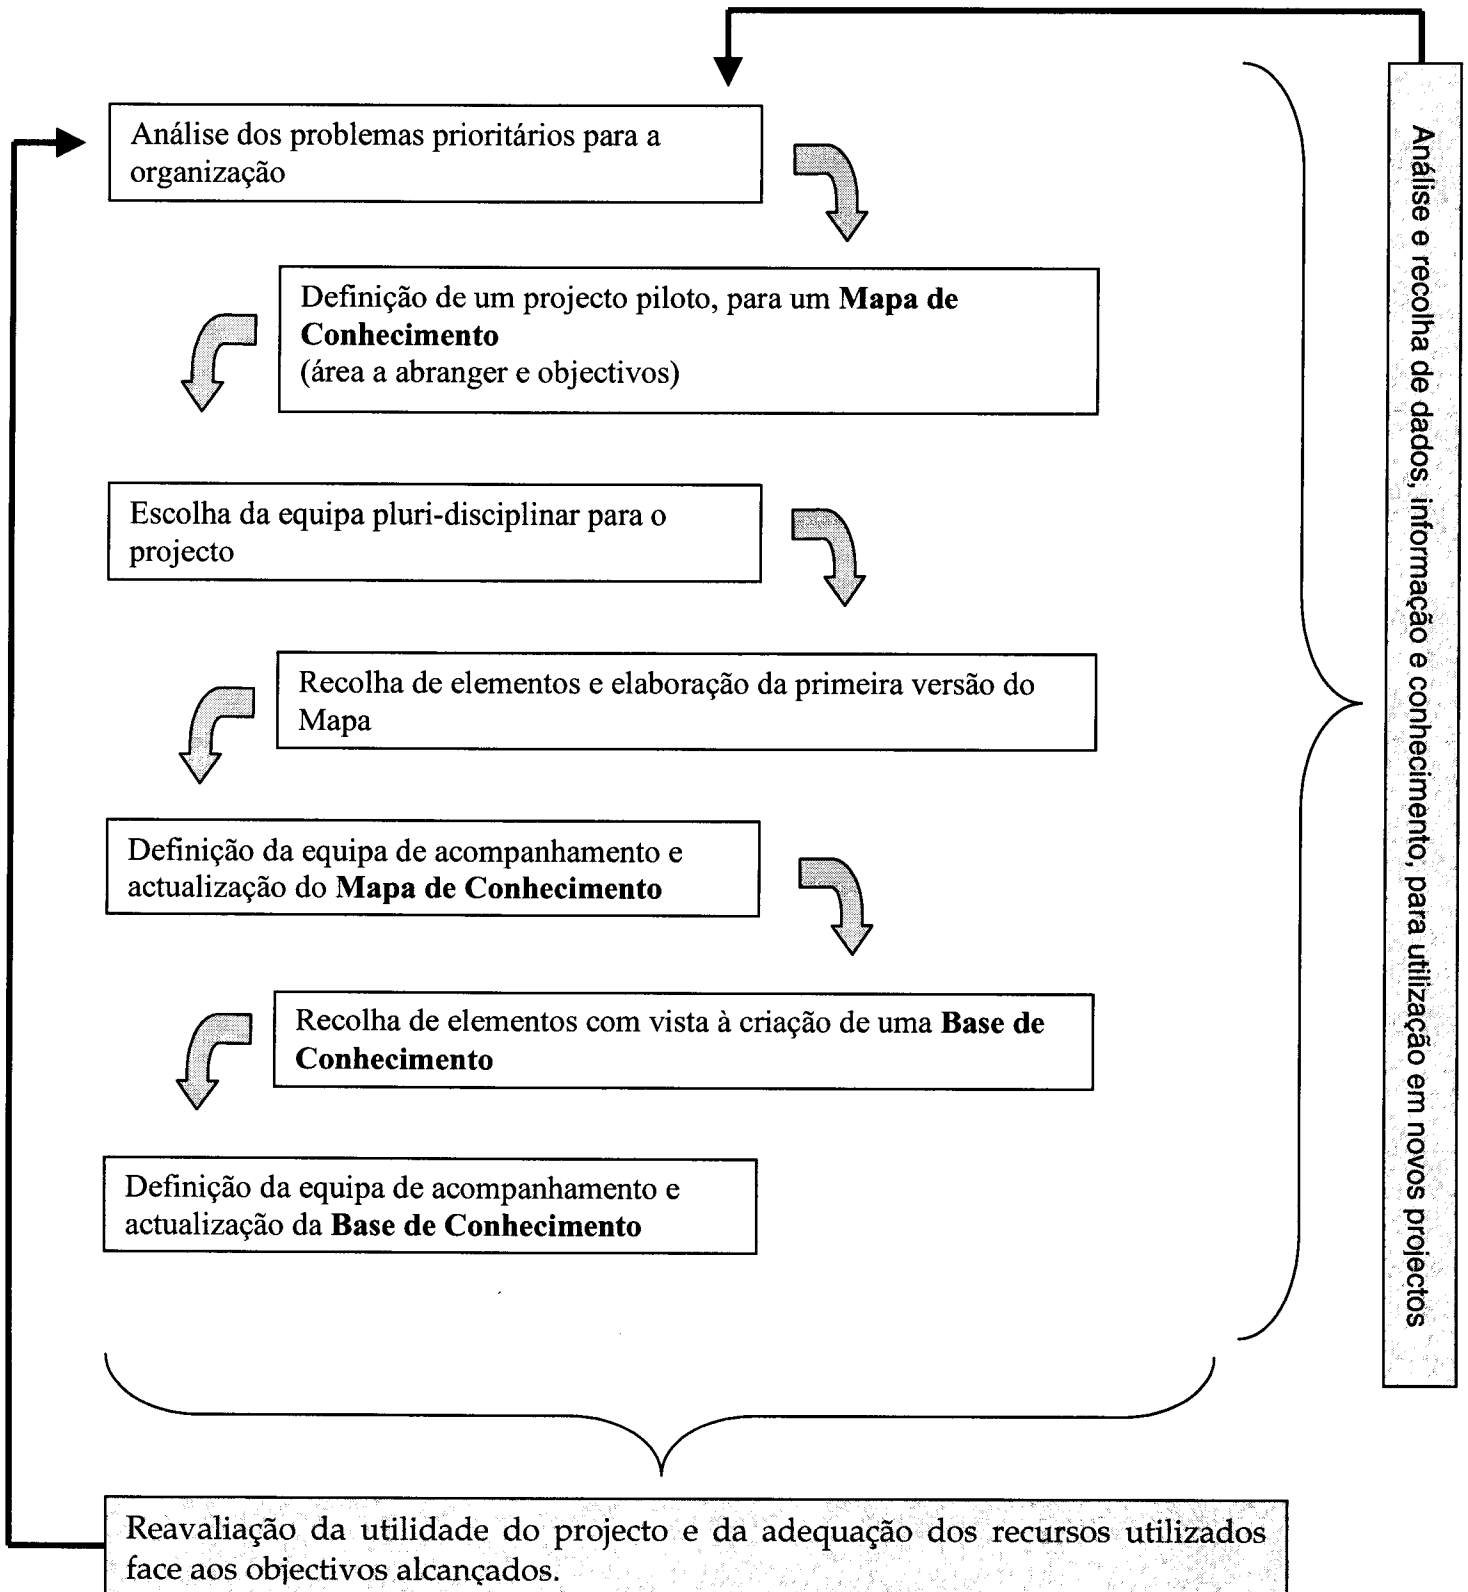 Análise dos problemas prioritários para a
organização
Definição de um projecto piloto, para um Mapa de
Conhecimento
(área a abranger e objectivos)
Escolha da equipa pluri-disciplinar para o
projecto
Recolha de elementos e elaboração da primeira versão do
Mapa
Definição da equipa de acompanhamento e
actualização do Mapa de Conhecimento
Recolha de elementos com vista à criação de uma Base de
Conhecimento
Definição da equipa de acompanhamento e
actualização da Base de Conhecimento
Reavaliação da utilidade do projecto e da adequação dos recursos utilizados
face aos objectivos alcançados.
Análise e recolha de dados, informação e conhecimento, para utilização em novos projectos